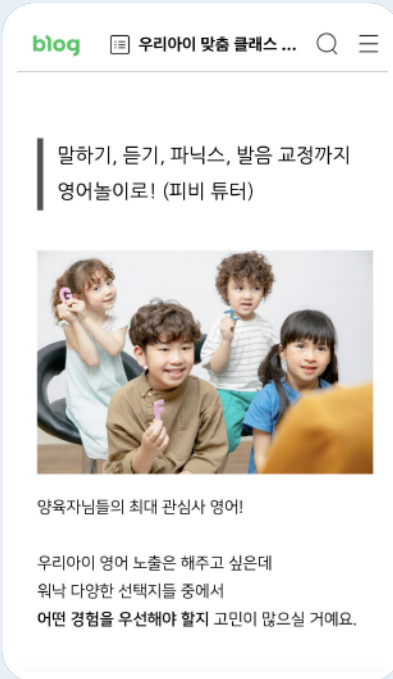 blog 우리아이 맞춤 클래스 ...
말하기, 듣기, 파닉스, 발음 교정까지
영어놀이로! (피비 튜터)
양육자님들의 최대 관심사 영어!
우리아이 영어 노출은 해주고 싶은데
워낙 다양한 선택지들 중에서
어떤 경험을 우선해야 할지 고민이 많으실 거예요.